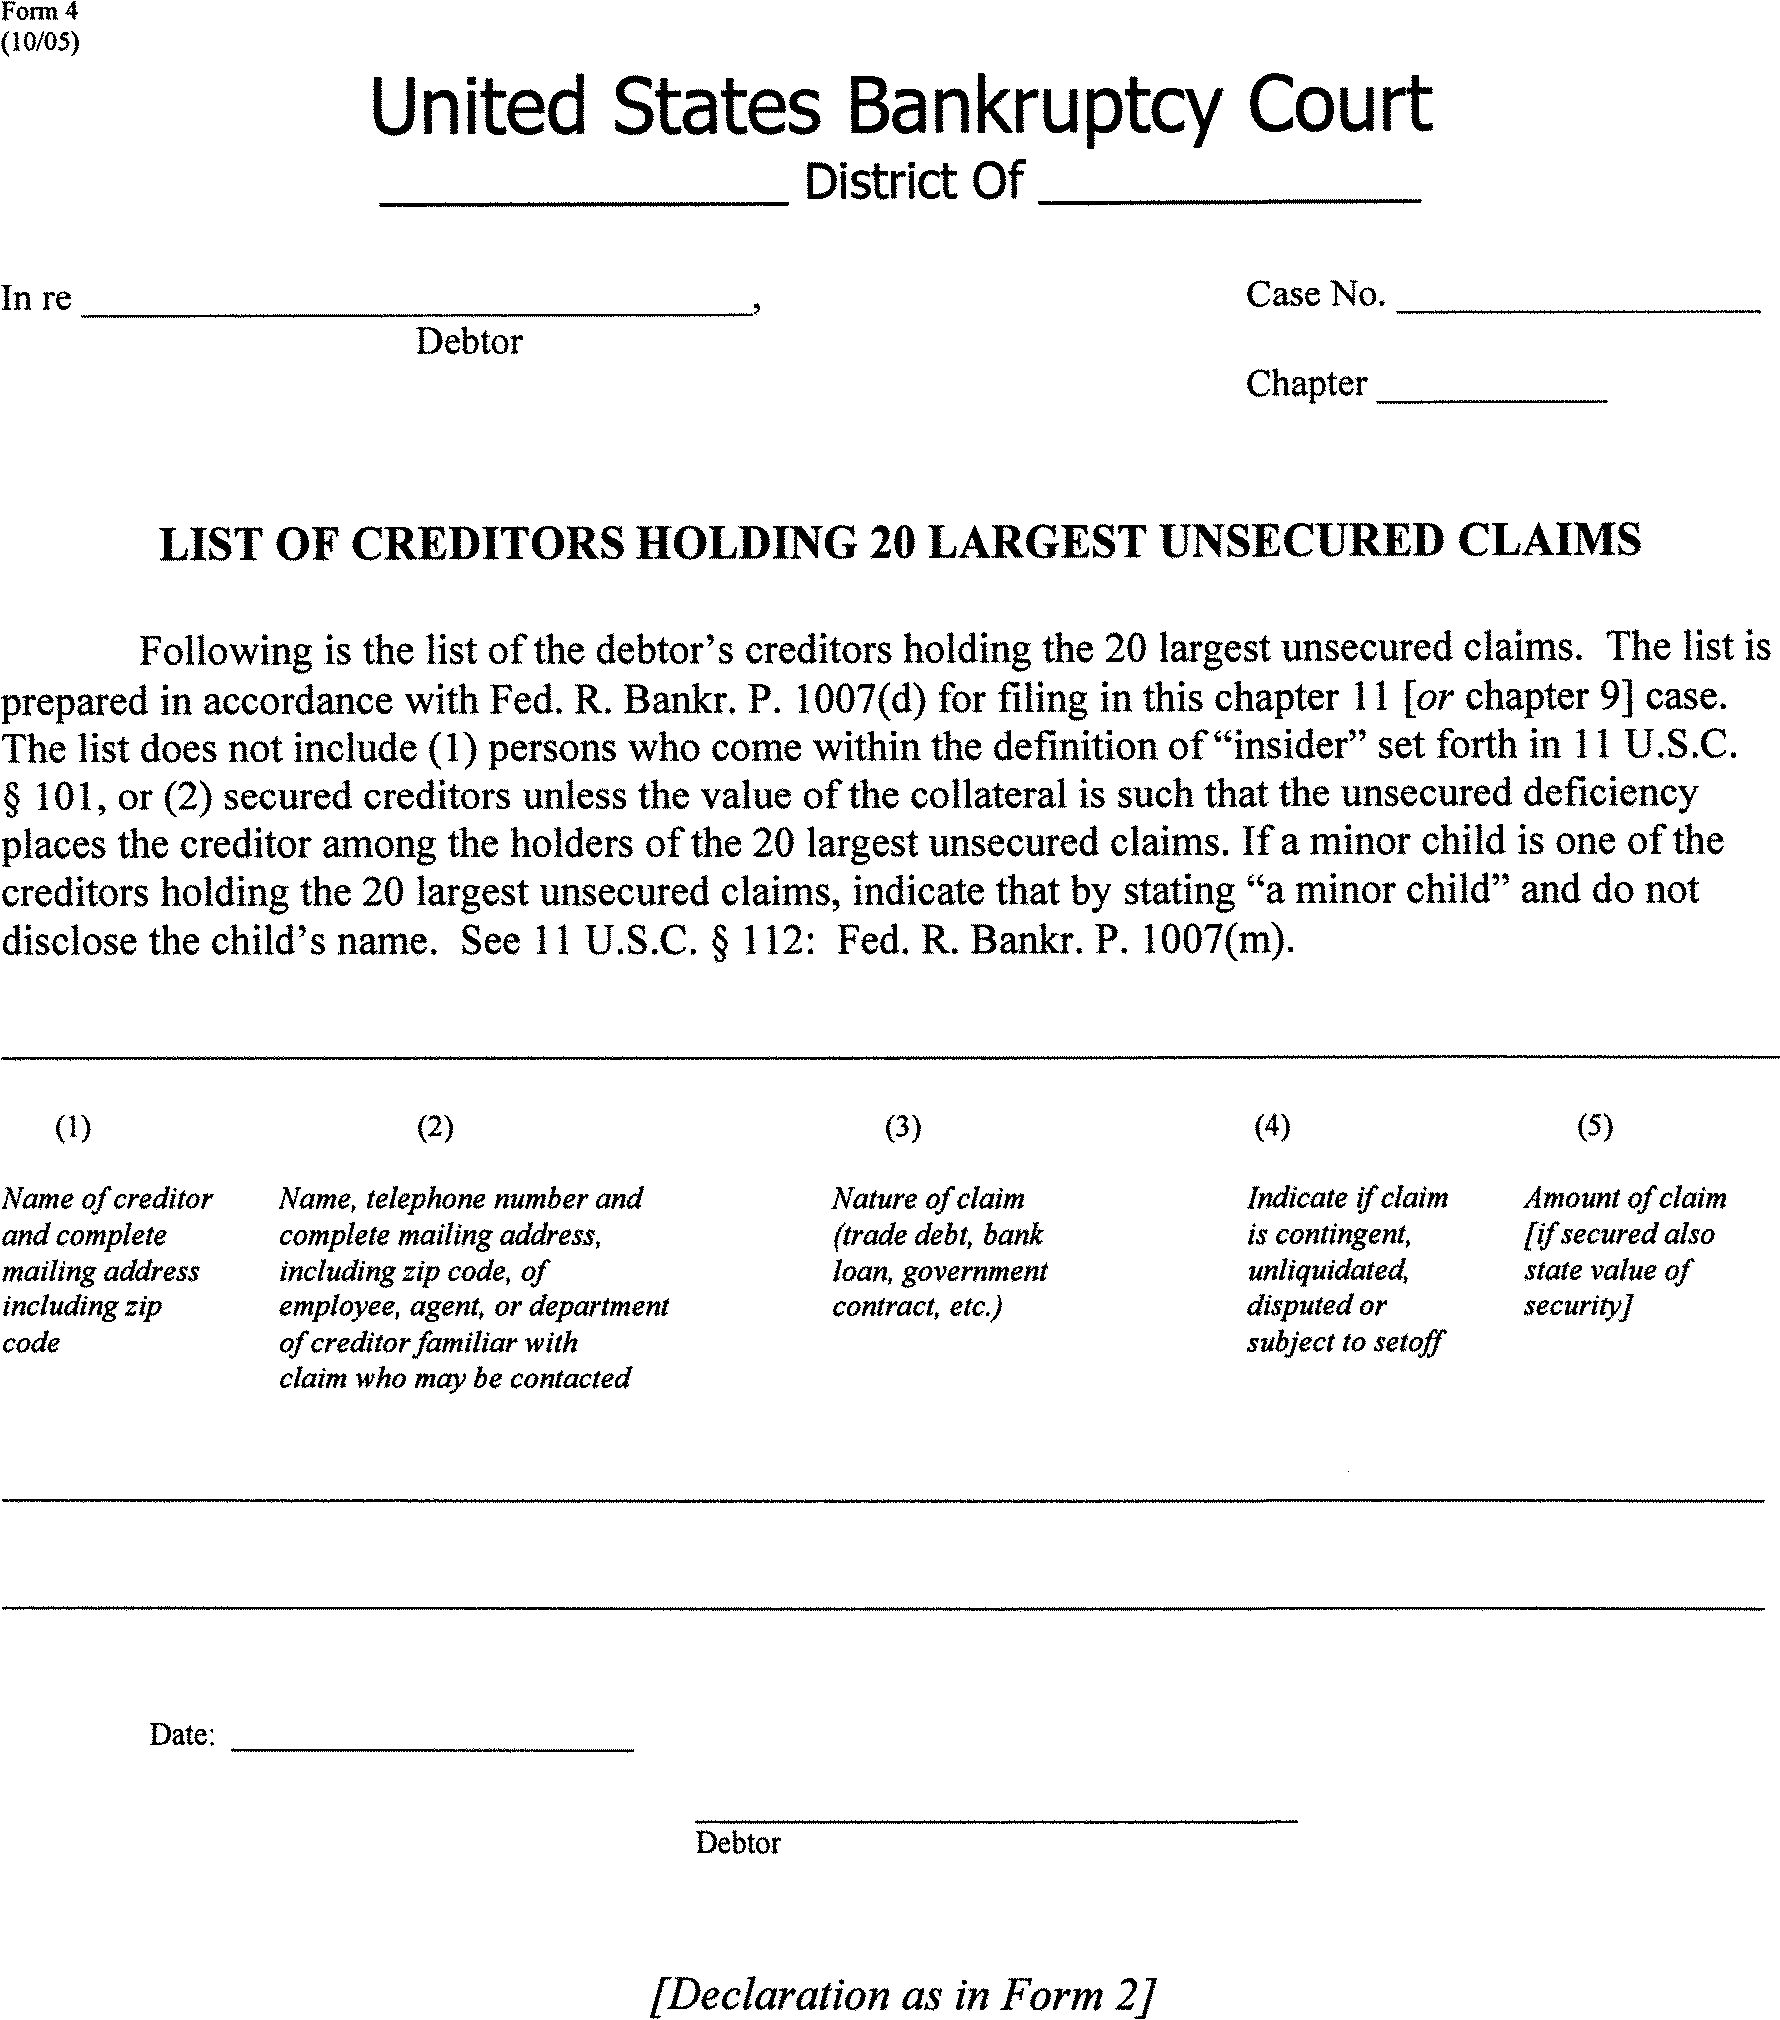 Form 4
(10/05)
United States Bankruptcy Court
District Of
In re , Case No.
Debtor
Chapter
LIST OF CREDITORS HOLDING 20 LARGEST UNSECURED CLAIMS
Following is the list of the debtor’s creditors holding the 20 largest unsecured claims. The list is
prepared in accordance with Fed. R. Bankr. P. 1007(d) for filing in this chapter 11 [or chapter 9] case.
The list does not include (1) persons who come within the definition of “insider” set forth in 11 U.S.C.
§ 101, or (2) secured creditors unless the value of the collateral is such that the unsecured deficiency
places the creditor among the holders of the 20 largest unsecured claims. If a minor child is one of the
creditors holding the 20 largest unsecured claims, indicate that by stating “a minor child” and do not
disclose the child’s name. See 11 U.S.C. § 112: Fed. R. Bankr. P. 1007(m).
(1) (2) (3) (4) (5)
Name of creditor Name, telephone number and Nature of claim Indicate if claim Amount of claim
and complete complete mailing address, (trade debt, bank is contingent, [if secured also
mailing address including zip code, of loan, government unliquidated, state value of
including zip employee, agent, or department contract, etc.) disputed or security]
code of creditor familiar with subject to setoff
claim who may be contacted
Date:
Debtor
[Declaration as in Form 2]